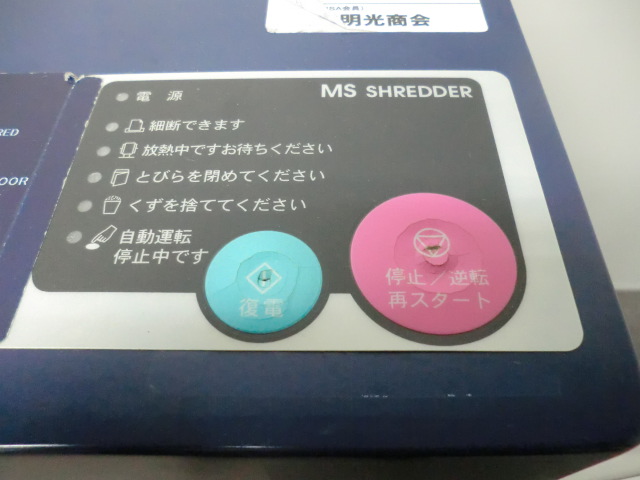 明光商会
電 源
MS SHREDDER
細断できます
放熱中ですお待ちください
とびらを閉めてください
くずを捨ててください
自動運転
停止中です
復電
停止/逆転
再スタート
RED
OOR